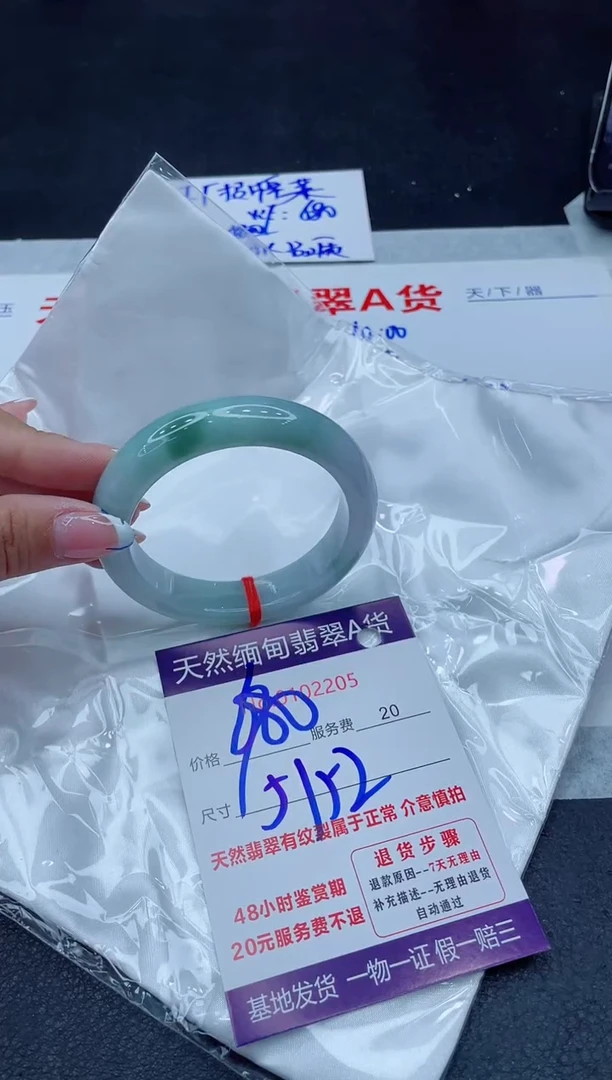 翠A货
天/下/器
10:00
天然缅甸翡翠A货
0102205
680
价格
服务费 20
尺寸
天然翡翠有纹裂属于正常 介意慎拍
48小时鉴赏期
20元服务费不退
退货步骤
退款原因--7天无理由
补充描述--无理由退货
自动通过
基地发货 一物一证 假一赔三